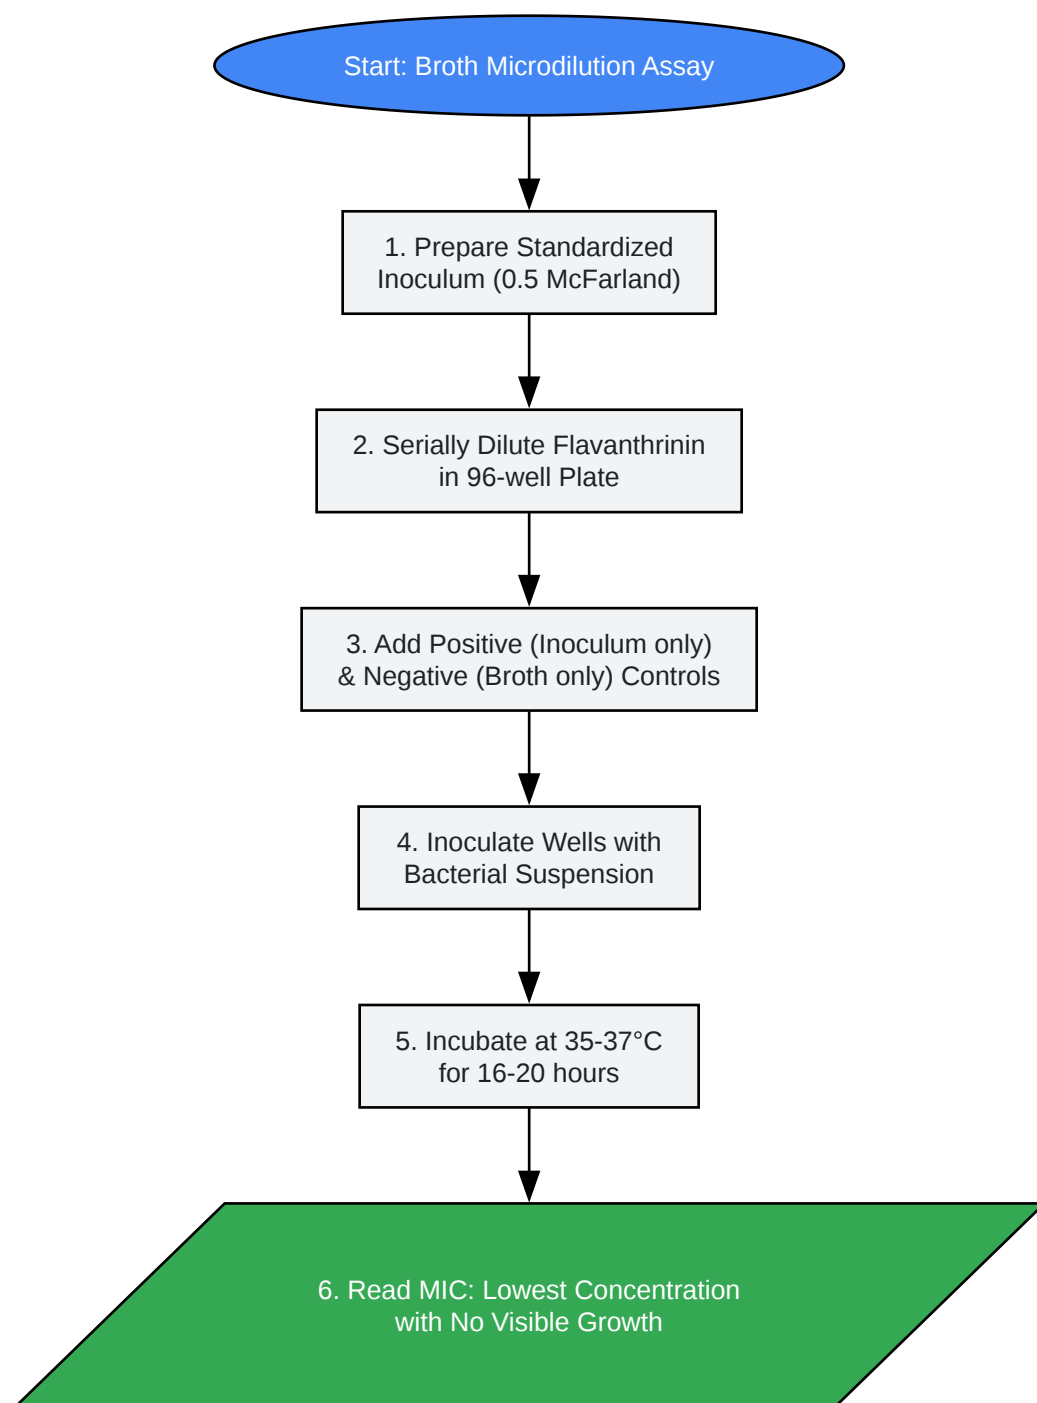 Start: Broth Microdilution Assay
1. Prepare Standardized
Inoculum (0.5 McFarland)
2. Serially Dilute Flavanthrinin
in 96-well Plate
3. Add Positive (Inoculum only)
& Negative (Broth only) Controls
4. Inoculate Wells with
Bacterial Suspension
5. Incubate at 35-37°C
for 16-20 hours
6. Read MIC: Lowest Concentration
with No Visible Growth